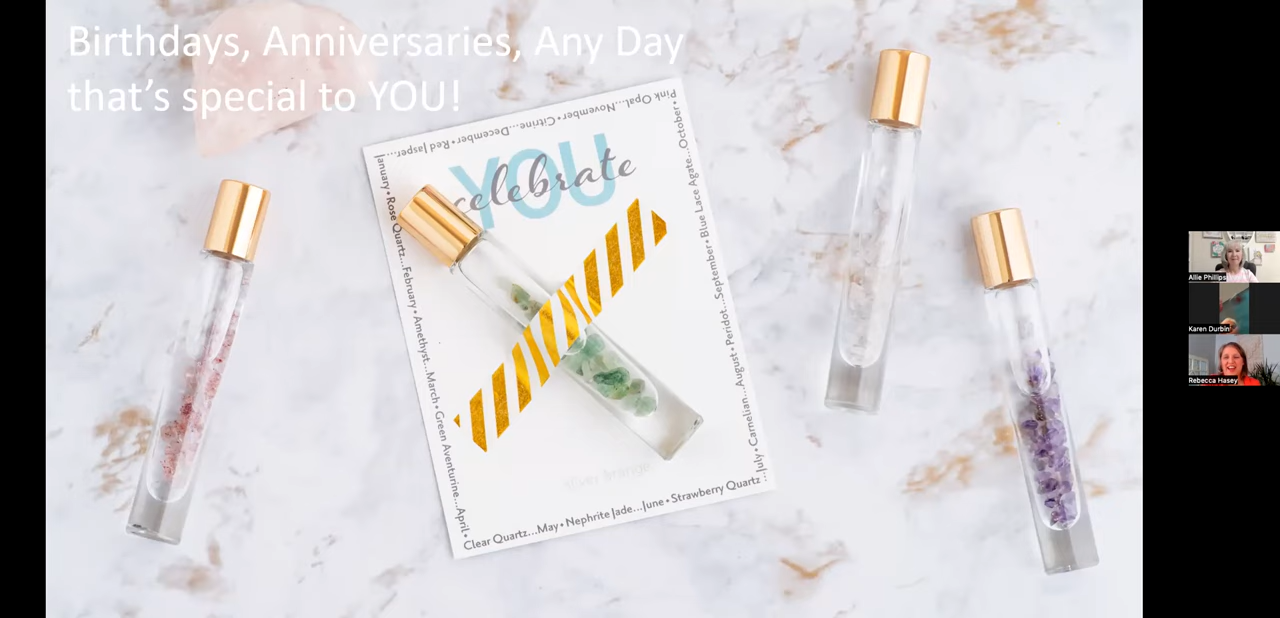 Birthdays, Anniversaries, Any Day
that's special to YOU!
YOU
celebrate
January • Rose Quartz...February • Amethyst...March • Green Aventurine...April •
Clear Quartz...May • Nephrite Jade...June • Strawberry Quartz
...July • Carnelian...August • Peridot...September • Blue Lace Agate...October •
Pink Opal...November...Citrine...December • Red Jasper....
Allie Phillips
Karen Durbin
Rebecca Hasey